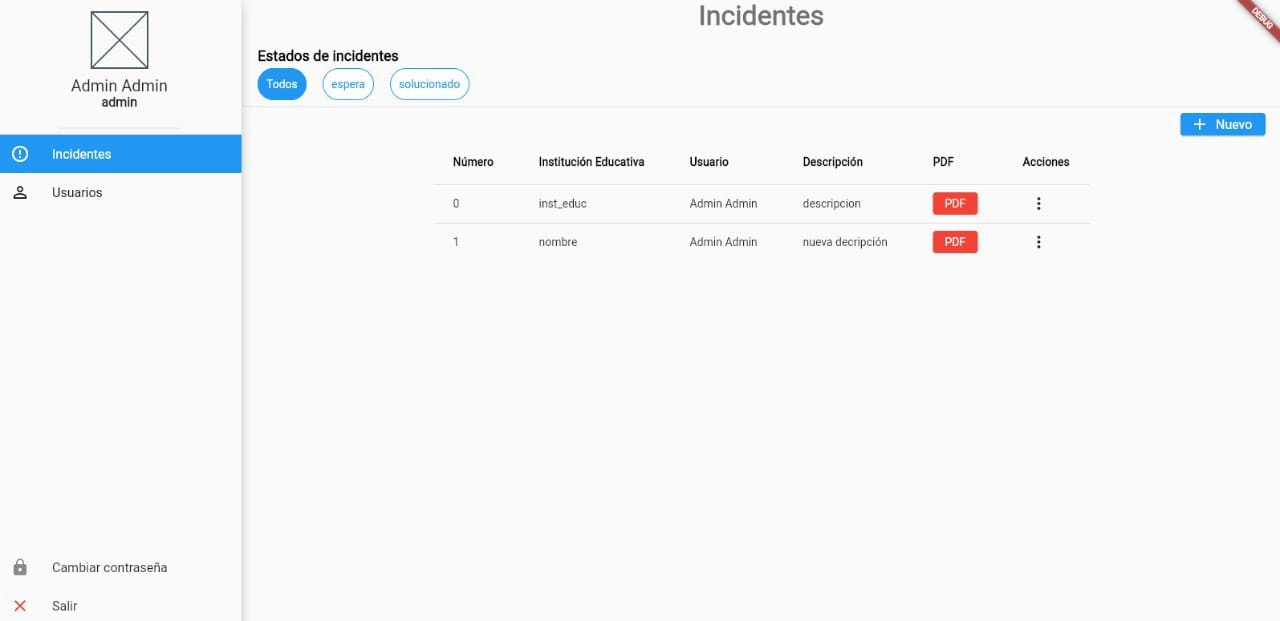 Admin Admin
admin
Incidentes
Usuarios
Cambiar contraseña
Salir
Incidentes
DEBUG
Estados de incidentes
Todos espera solucionado
Nuevo
Número Institución Educativa Usuario Descripción PDF Acciones
0 inst_educ Admin Admin descripcion PDF
1 nombre Admin Admin nueva decripción PDF